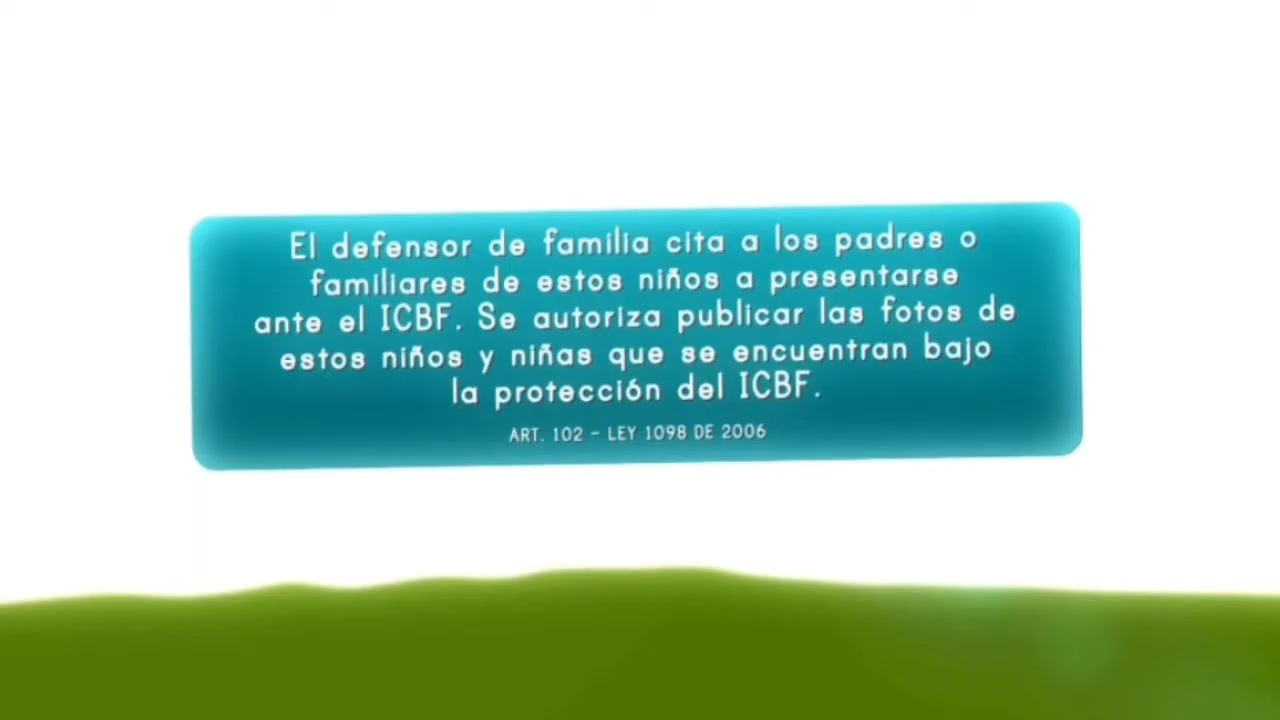 El defensor de familia cita a los padres o
familiares de estos niños a presentarse
ante el ICBF. Se autoriza publicar las fotos de
estos niños y niñas que se encuentran bajo
la protección del ICBF.
ART. 102 - LEY 1098 DE 2006